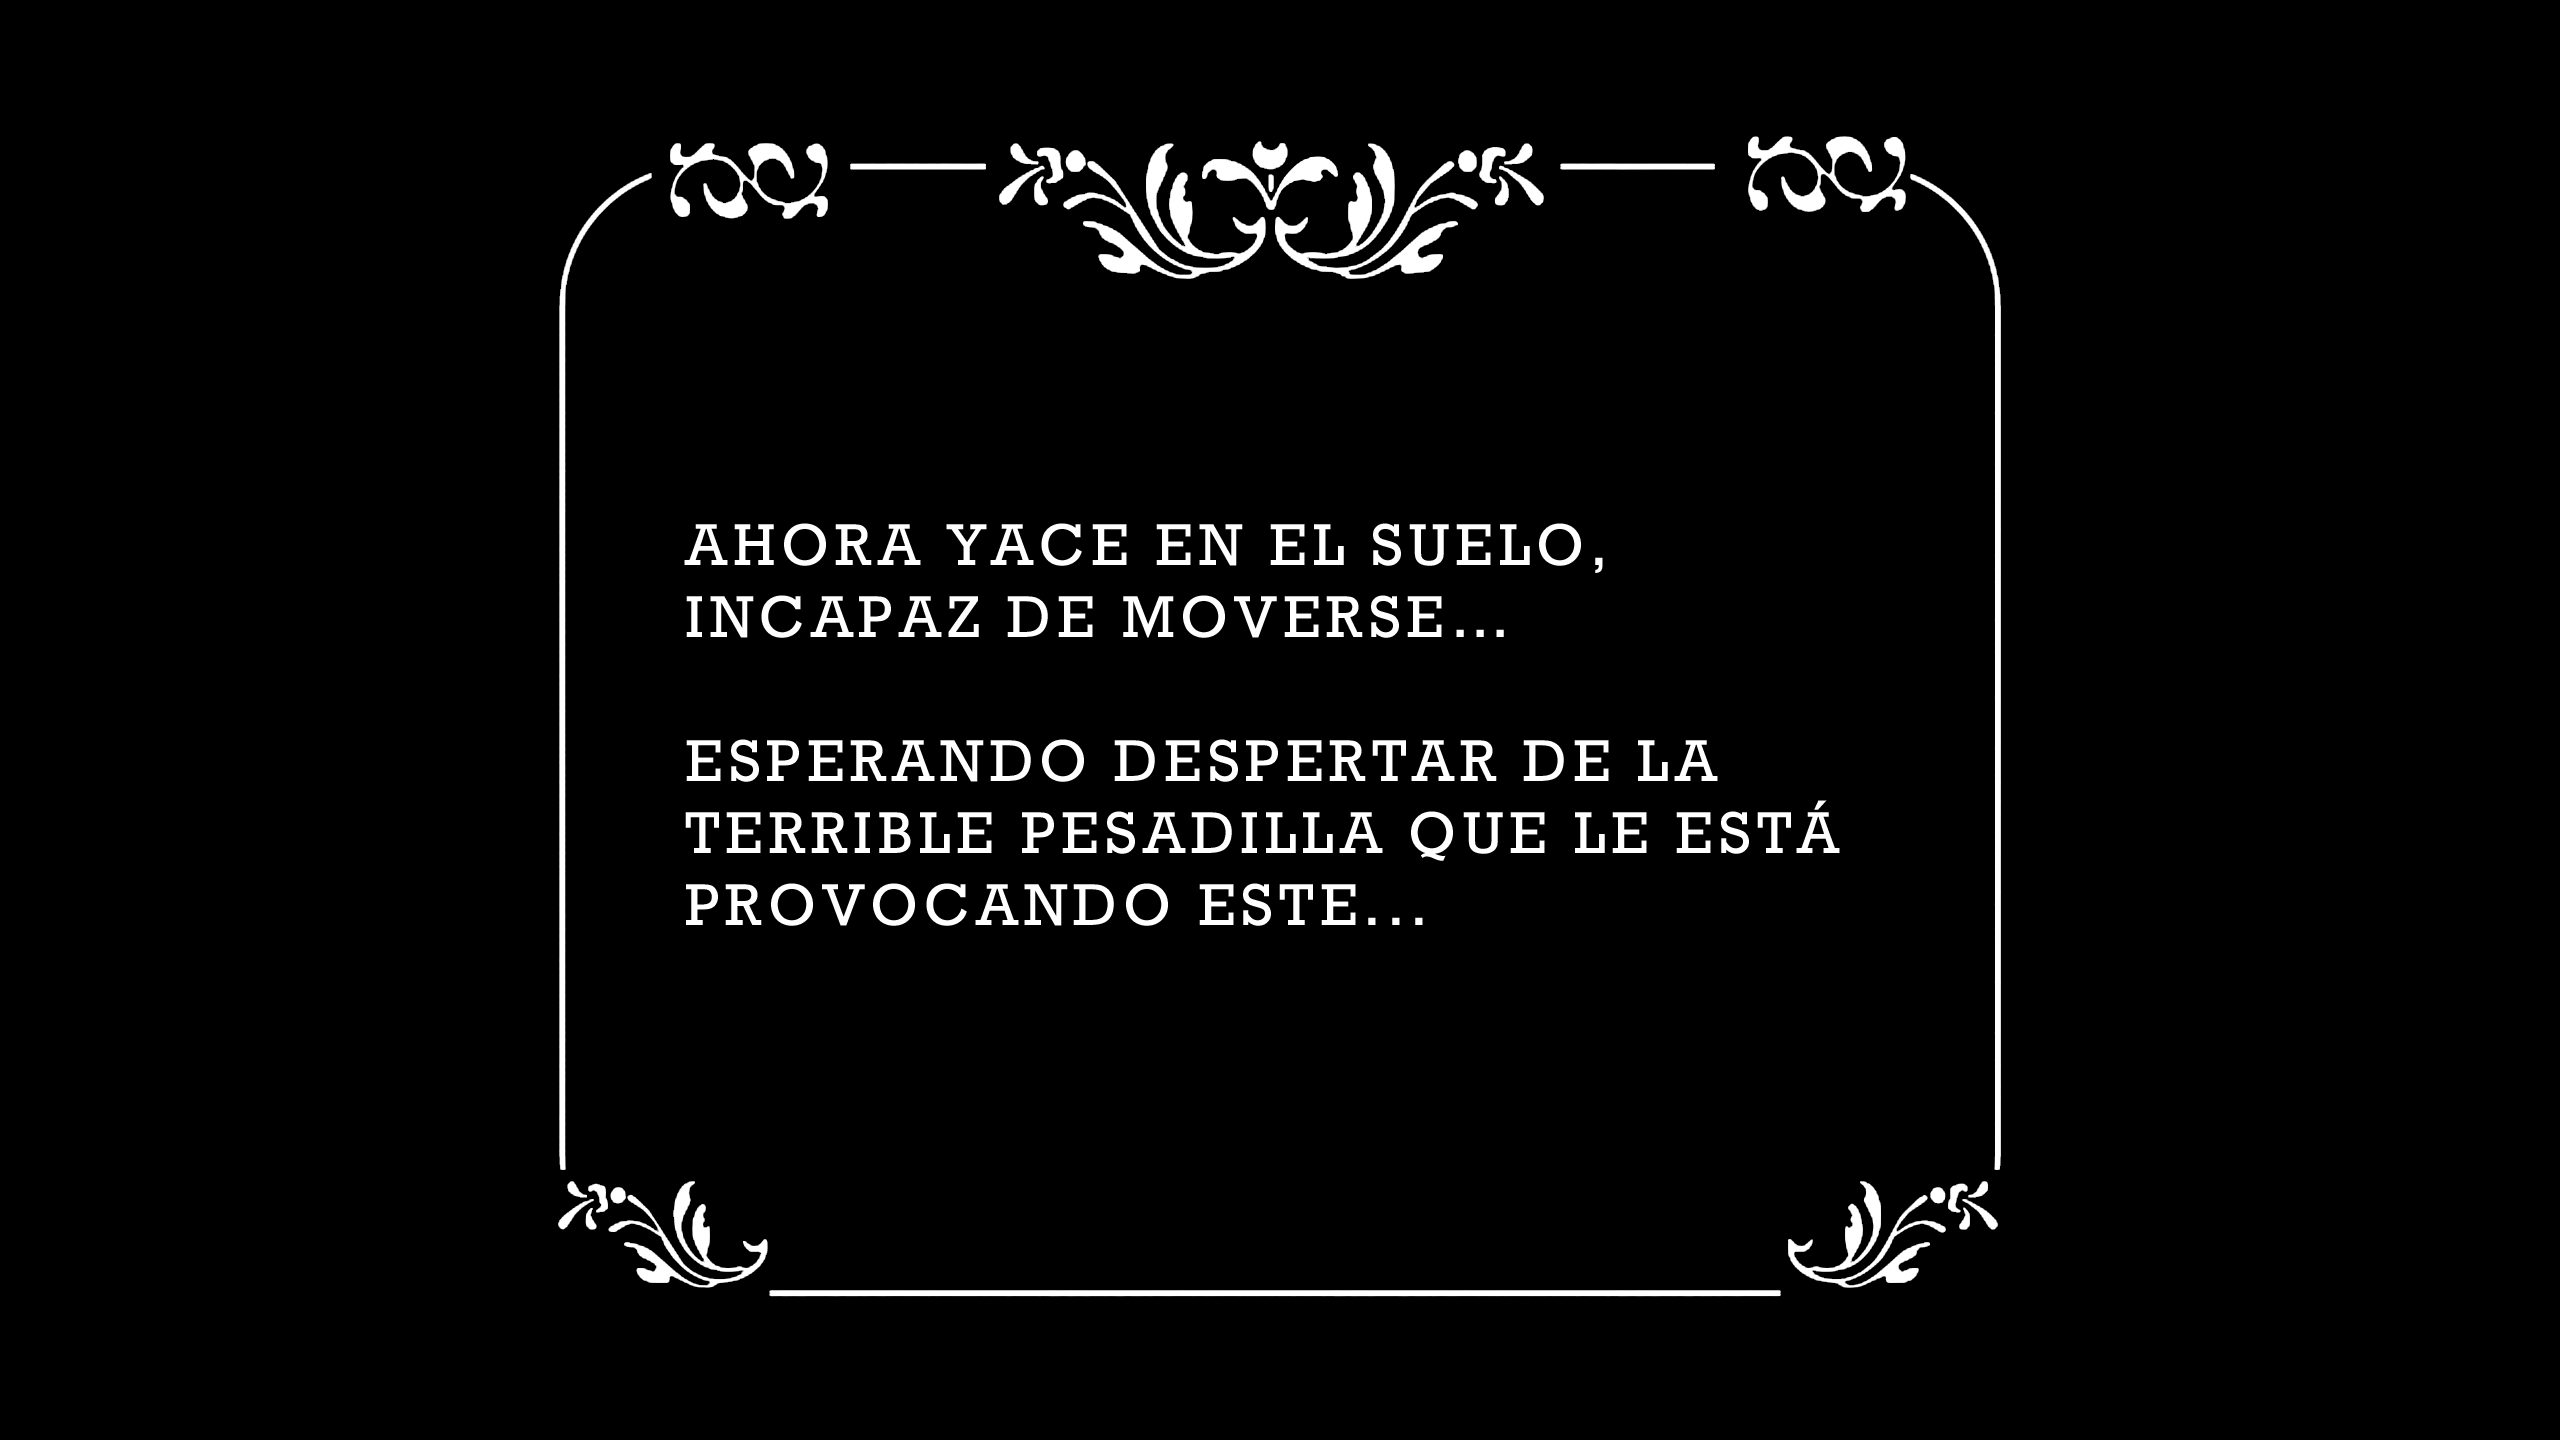 AHORA YACE EN EL SUELO,
INCAPAZ DE MOVERSE...
ESPERANDO DESPERTAR DE LA
TERRIBLE PESADILLA QUE LE ESTÁ
PROVOCANDO ESTE...